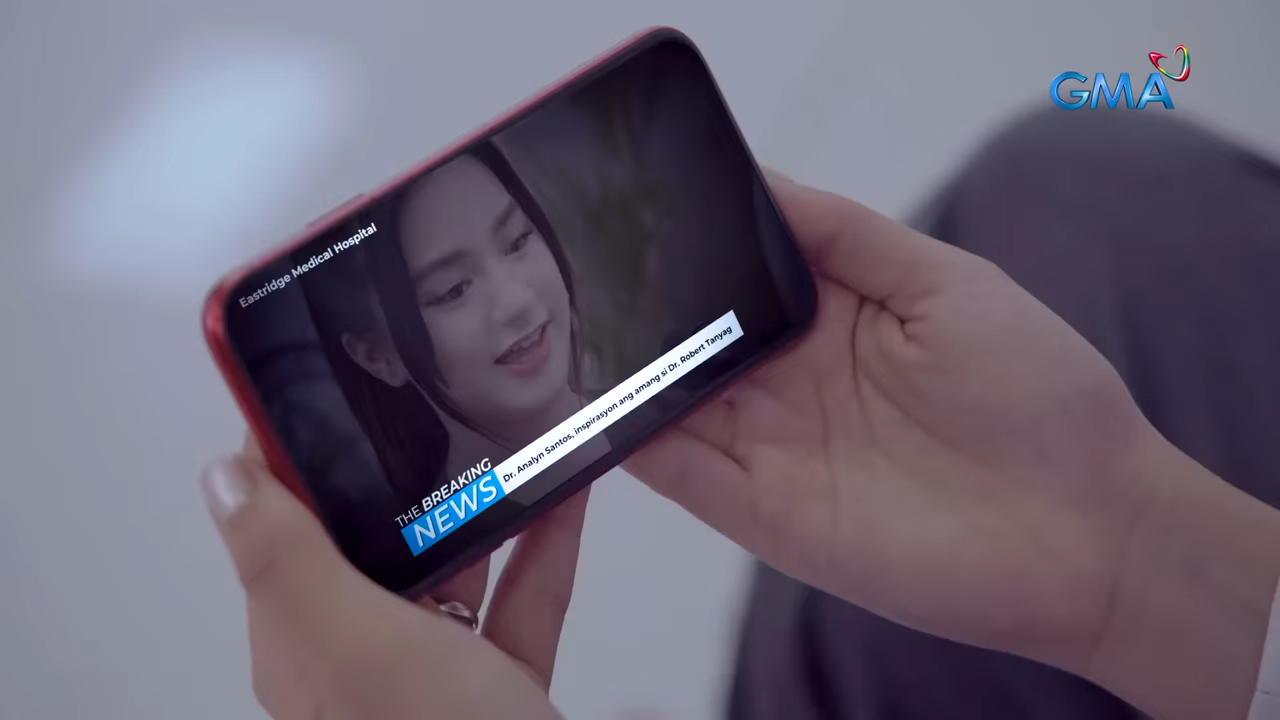 GMA
Eastridge Medical Hospital
THE BREAKING
NEWS
Dr. Analyn Santos, inspirasyon ang amang si Dr. Robert Tanyag